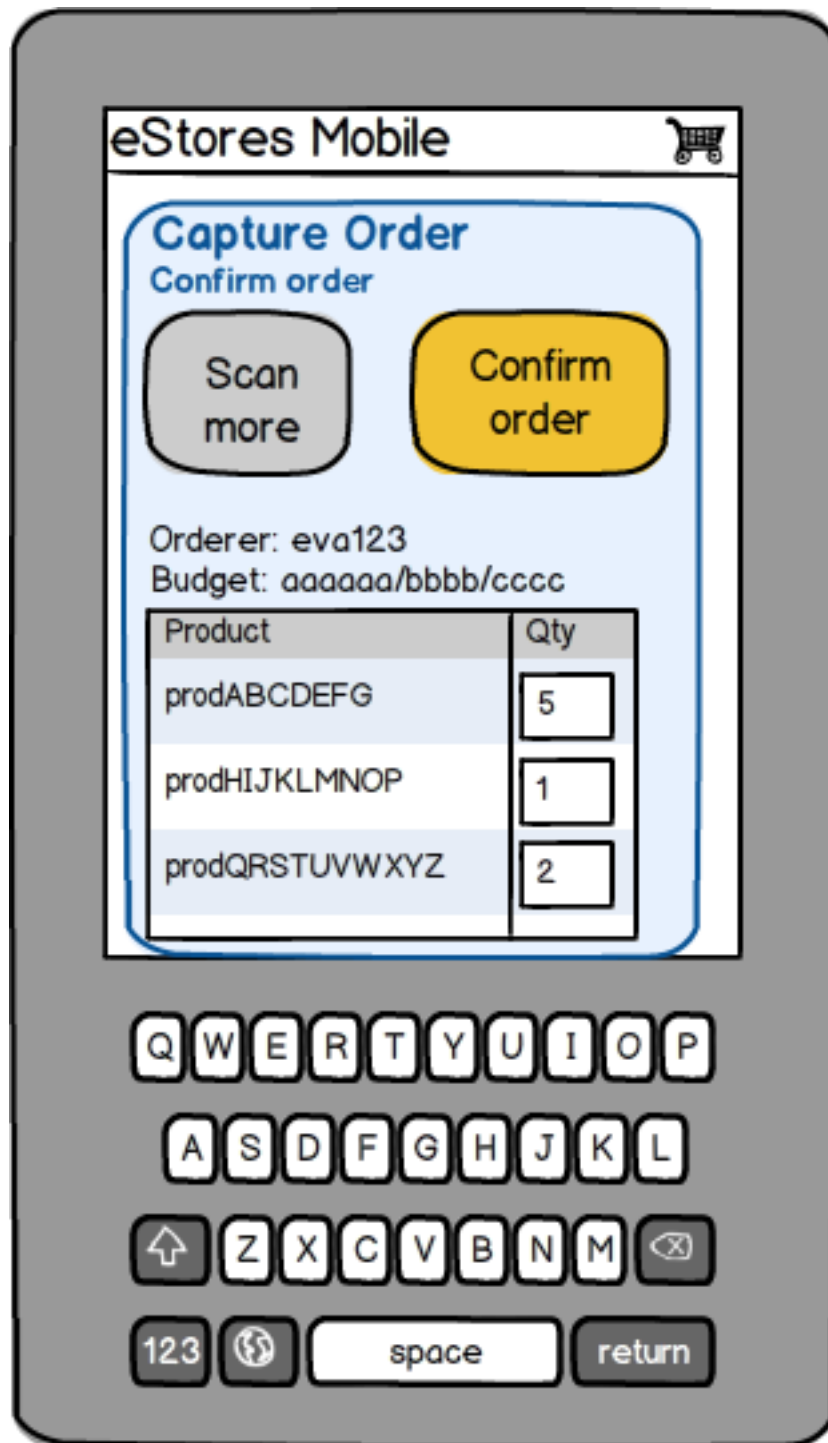 eStores Mobile
Capture Order
Confirm order
Scan
more
Confirm
order
Orderer: eva123
Budget: aaaaaa/bbbb/cccc
Product Qty
prodABCDEFG 5
prodHIJKLMNOP 1
prodQRSTUVWXYZ 2
Q W E R T Y U I O P
A S D F G H J K L
Z X C V B N M
123 space return